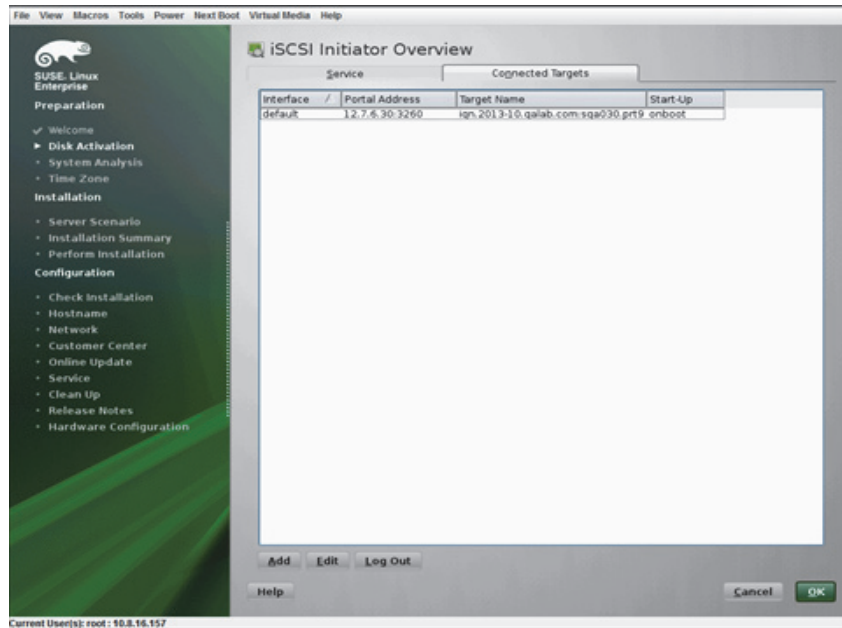 File View Macros Tools Power Next Boot Virtual Media Help
SUSE. Linux
Enterprise
Preparation
Welcome
Disk Activation
System Analysis
Time Zone
Installation
Server Scenario
Installation Summary
Perform Installation
Configuration
Check Installation
Hostname
Network
Customer Center
Online Update
Service
Clean Up
Release Notes
Hardware Configuration
iSCSI Initiator Overview
Service Connected Targets
Interface / Portal Address Target Name Start-Up
default 12.7.6.30:3260 iqn.2013-10.qalab.com:sqa030.prt9 onboot
Add Edit Log Out
Help Cancel OK
Current User(s): root : 10.8.16.157